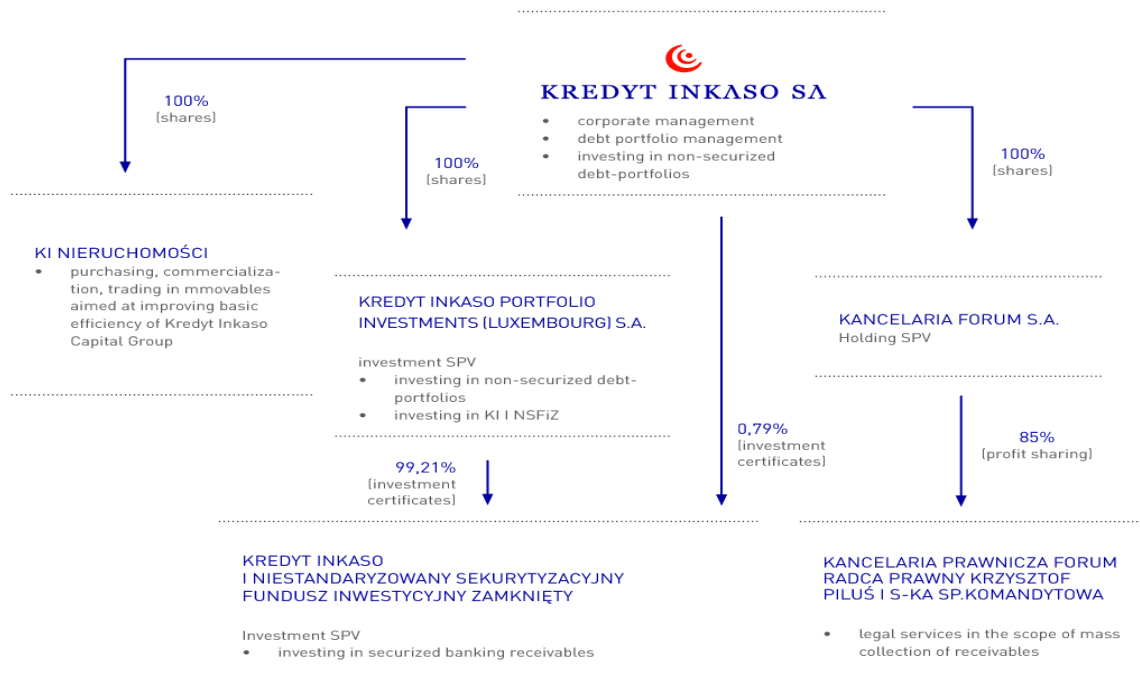 KREDYT INKASO SA
• corporate management
• debt portfolio management
• investing in non-securized
debt-portfolios
100%
(shares)
100%
(shares)
100%
(shares)
KI NIERUCHOMOŚCI
• purchasing, commercializa-
tion, trading in mmovables
aimed at improving basic
efficiency of Kredyt Inkaso
Capital Group
KREDYT INKASO PORTFOLIO
INVESTMENTS (LUXEMBOURG) S.A.
investment SPV
• investing in non-securized debt-
portfolios
• investing in KI I NSFiZ
KANCELARIA FORUM S.A.
Holding SPV
99,21%
(investment
certificates)
0,79%
(investment
certificates)
85%
(profit sharing)
KREDYT INKASO
I NIESTANDARYZOWANY SEKURYTYZACYJNY
FUNDUSZ INWESTYCYJNY ZAMKNIĘTY
Investment SPV
• investing in securized banking receivables
KANCELARIA PRAWNICZA FORUM
RADCA PRAWNY KRZYSZTOF
PILUŚ I S-KA SP.KOMANDYTOWA
• legal services in the scope of mass
collection of receivables